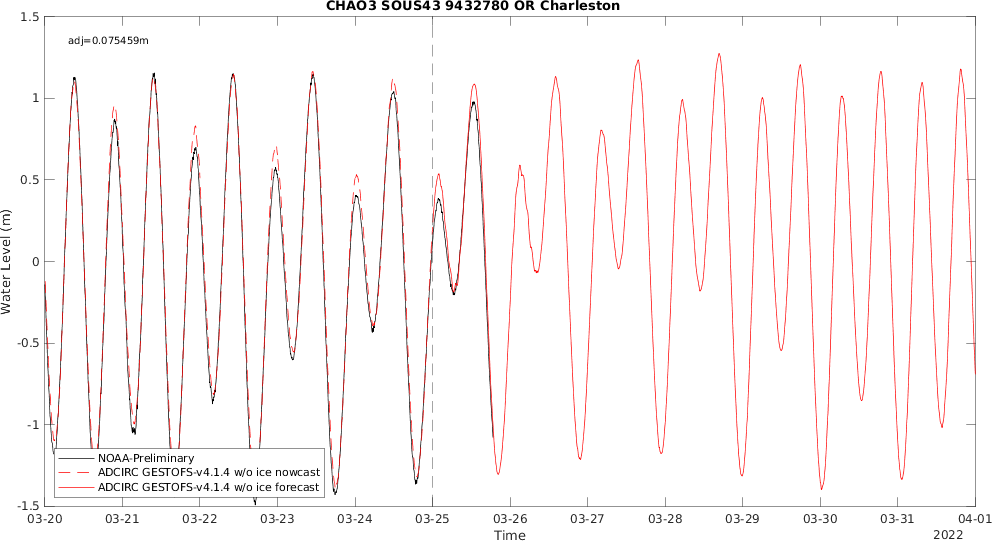 CHAO3 SOUS43 9432780 OR Charleston
adj=0.075459m
1.5
1
0.5
0
-0.5
-1
-1.5
Water Level (m)
NOAA-Preliminary
ADCIRC GESTOFS-v4.1.4 w/o ice nowcast
ADCIRC GESTOFS-v4.1.4 w/o ice forecast
03-20 03-21 03-22 03-23 03-24 03-25 03-26 03-27 03-28 03-29 03-30 03-31 04-01
Time
2022